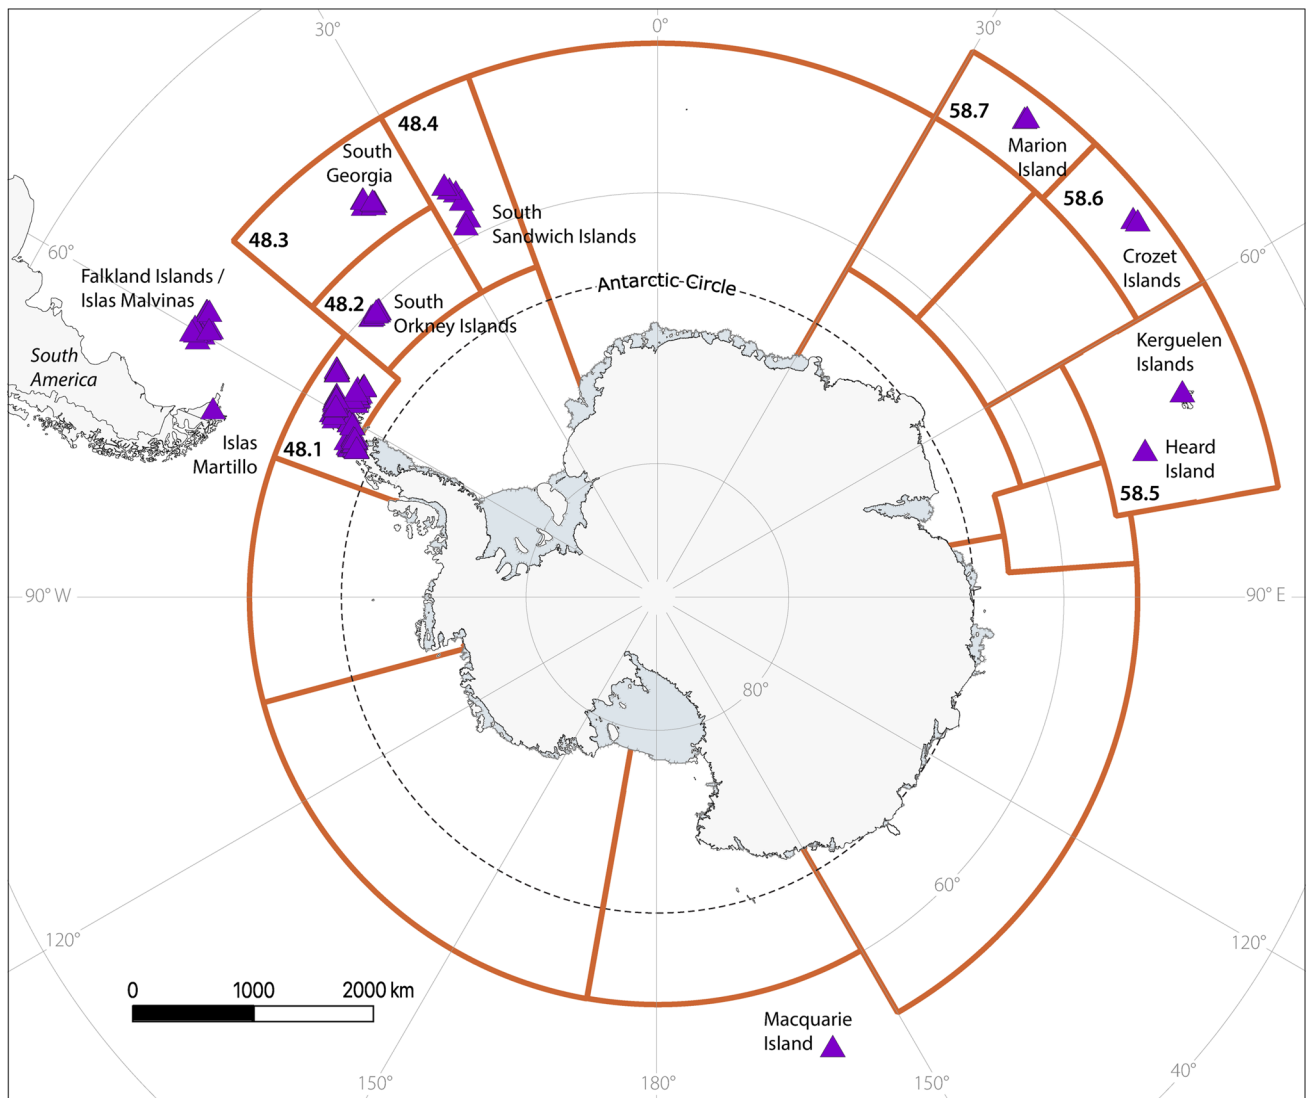 30°
0°
30°
48.4
58.7
South
Georgia
Marion
Island
58.6
South
Sandwich Islands
48.3
60°
60°
Crozet
Islands
Falkland Islands /
Islas Malvinas
Antarctic Circle
48.2
South
Orkney Islands
Kerguelen
Islands
South
America
Islas
Martillo
48.1
Heard
Island
58.5
90° W
90° E
80°
60°
120°
120°
0
1000
2000 km
Macquarie
Island
150°
180°
150°
40°